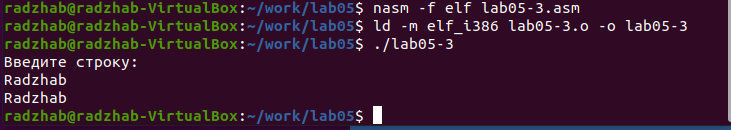 radzhab@radzhab-VirtualBox:~/work/lab05$ nasm -f elf lab05-3.asm
radzhab@radzhab-VirtualBox:~/work/lab05$ ld -m elf_i386 lab05-3.o -o lab05-3
radzhab@radzhab-VirtualBox:~/work/lab05$ ./lab05-3
Введите строку:
Radzhab
Radzhab
radzhab@radzhab-VirtualBox:~/work/lab05$